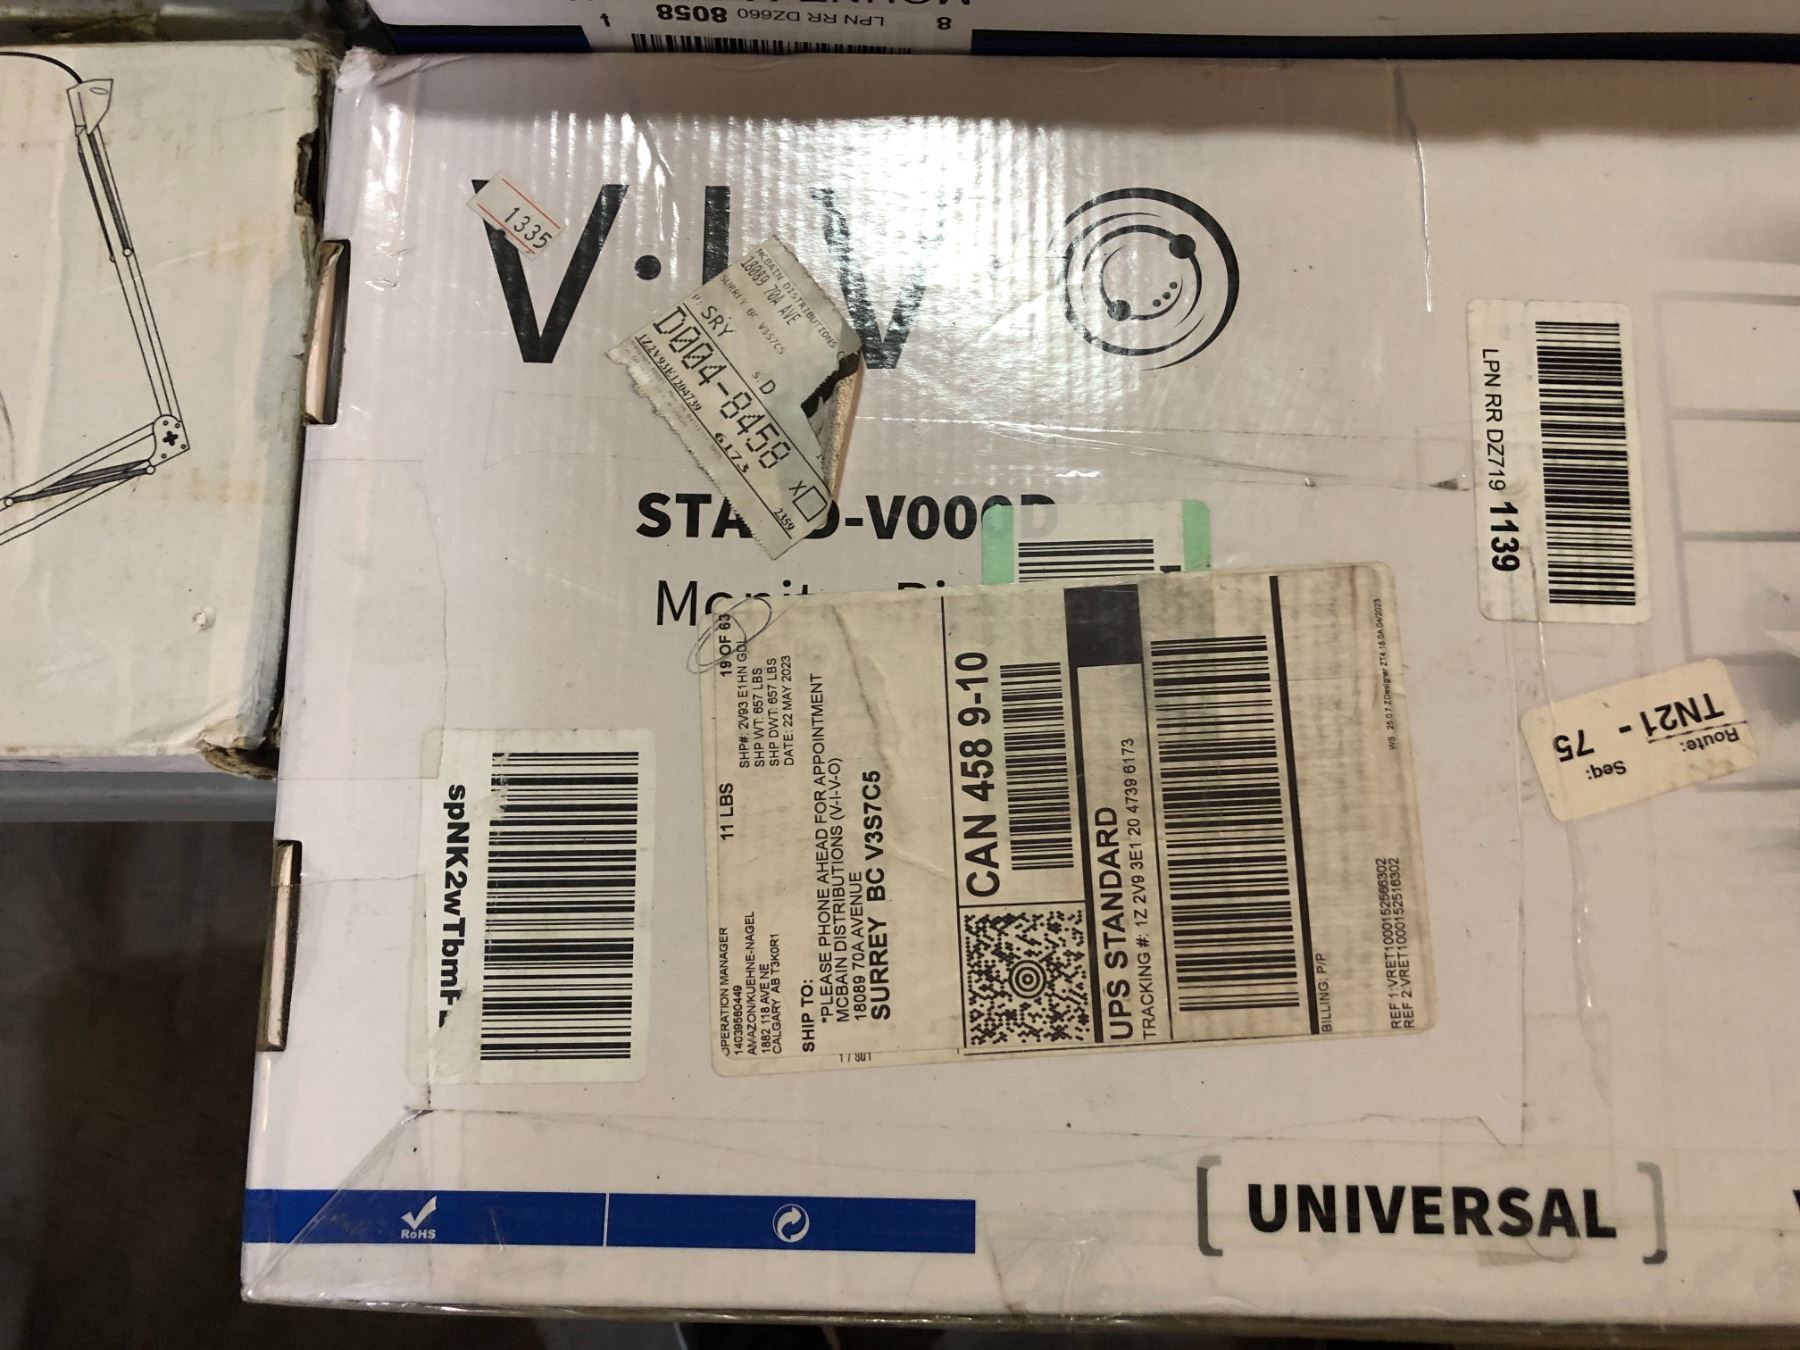 8
LPN RR DZ660 8058
1
V·IVO
1335
MCBAIN DISTRIBUTIONS
18089 70A AVE
SURREY BC V3S7C5
P: SRY S: D
D004-8458
1Z2V93E1204739 6173
2359
V000
19 OF 63
11 LBS
SHP#: 2V93 E1HN GDL
SHP WT: 657 LBS
SHP DWT: 657 LBS
DATE: 22 MAY 2023
OPERATION MANAGER
14039560449
AMAZON/KUEHNE-NAGEL
1882 118 AVE NE
CALGARY AB T3K0R1
SHIP TO:
*PLEASE PHONE AHEAD FOR APPOINTMENT
MCBAIN DISTRIBUTIONS (V-I-V-O)
18089 70A AVENUE
SURREY BC V3S7C5
CAN 458 9-10
UPS STANDARD
TRACKING #: 1Z 2V9 3E1 20 4739 6173
BILLING: P/P
REF 1:VRET1000152566302
REF 2:VRET1000152516302
spNK2wTbm
LPN RR DZ719 1139
Route: Seq:
TN21 - 75
RoHS
[ UNIVERSAL ]